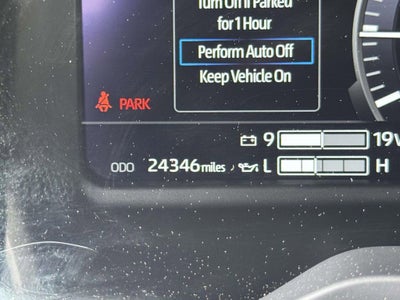 Turn Off if Parked
for 1 Hour
Perform Auto Off
Keep Vehicle On
PARK
9 19V
ODO 24346 miles L H